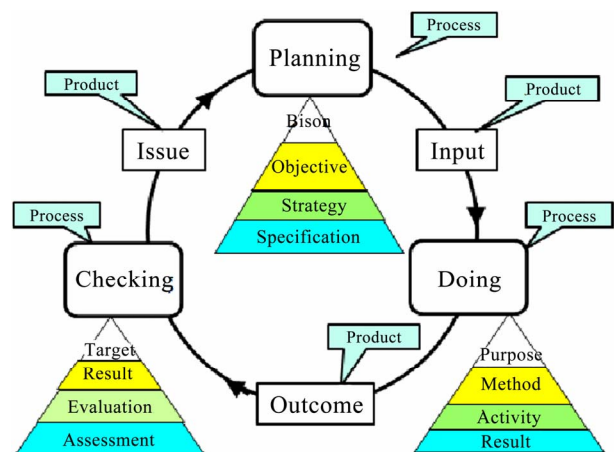 Planning
Process
Product
Product
Issue
Input
Bison
Objective
Strategy
Specification
Process
Process
Checking
Doing
Product
Target
Result
Evaluation
Assessment
Outcome
Purpose
Method
Activity
Result